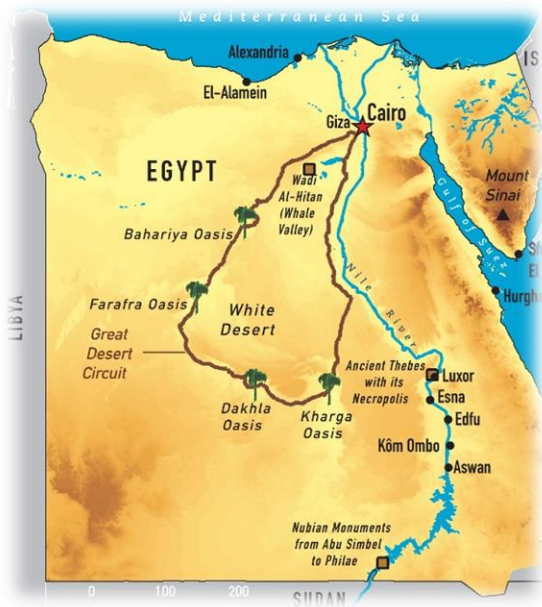 Mediterranean Sea
Alexandria
El-Alamein
IS
Giza
Cairo
EGYPT
Wadi
Al-Hitan
(Whale
Valley)
Mount
Sinai
Gulf of Suez
Bahariya Oasis
Nile River
Hurgha
Farafra Oasis
White
Desert
LIBYA
Great
Desert
Circuit
Ancient Thebes
with its
Necropolis
Luxor
Esna
Dakhla
Oasis
Kharga
Oasis
Edfu
Kôm Ombo
Aswan
Nubian Monuments
from Abu Simbel
to Philae
0 100 200
SUDAN